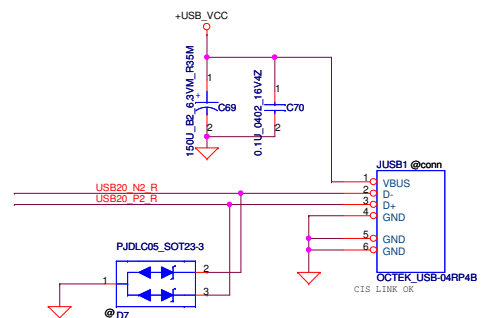 +USB_VCC
1
1
150U_B2_6.3VM_R35M
+
C69
0.1U_0402_16V4Z
C70
2
2
JUSB1 @conn
1 VBUS
USB20_N2_R
2 D-
USB20_P2_R
3 D+
4 GND
5 GND
6 GND
PJDLC05_SOT23-3
1
2
3
OCTEK_USB-04RP4B
CIS LINK OK
@ D7